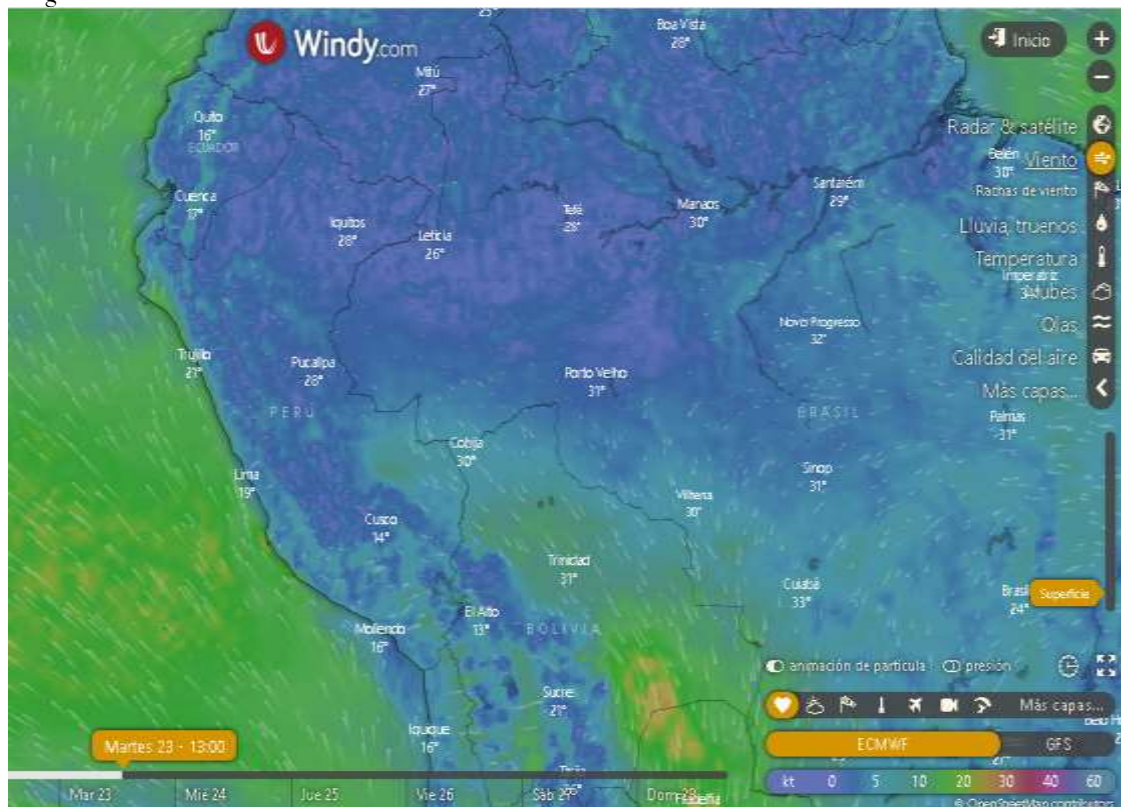 Windy.com
Boa Vista
28°
Inicio
Mitú
27°
Quito
16°
ECUADOR
Radar & satélite
Belén
30°
Viento
Rachas de viento
Cuenca
17°
Iquitos
28°
Leticia
26°
Tefé
28°
Manaos
30°
Santarém
29°
Lluvia, truenos
Temperatura
Imperatriz
Nubes
Olas
Novo Progresso
32°
Calidad del aire
Más capas...
Trujillo
21°
Pucallpa
28°
Porto Velho
31°
PERÚ
BRASIL
Palmas
31°
Cobija
30°
Lima
19°
Sinop
31°
Vilhena
30°
Cusco
14°
Trinidad
31°
Cuiabá
33°
24°
Superficie
El Alto
13°
Mollendo
16°
BOLIVIA
animación de partícula
presión
Sucre
21°
Más capas...
Iquique
16°
Martes 23 - 13:00
ECMWF
GFS
kt 0 5 10 20 30 40 60
Mar 23 Mié 24 Jue 25 Vie 26 Sáb 27 Dom 28
© OpenStreetMap contributors